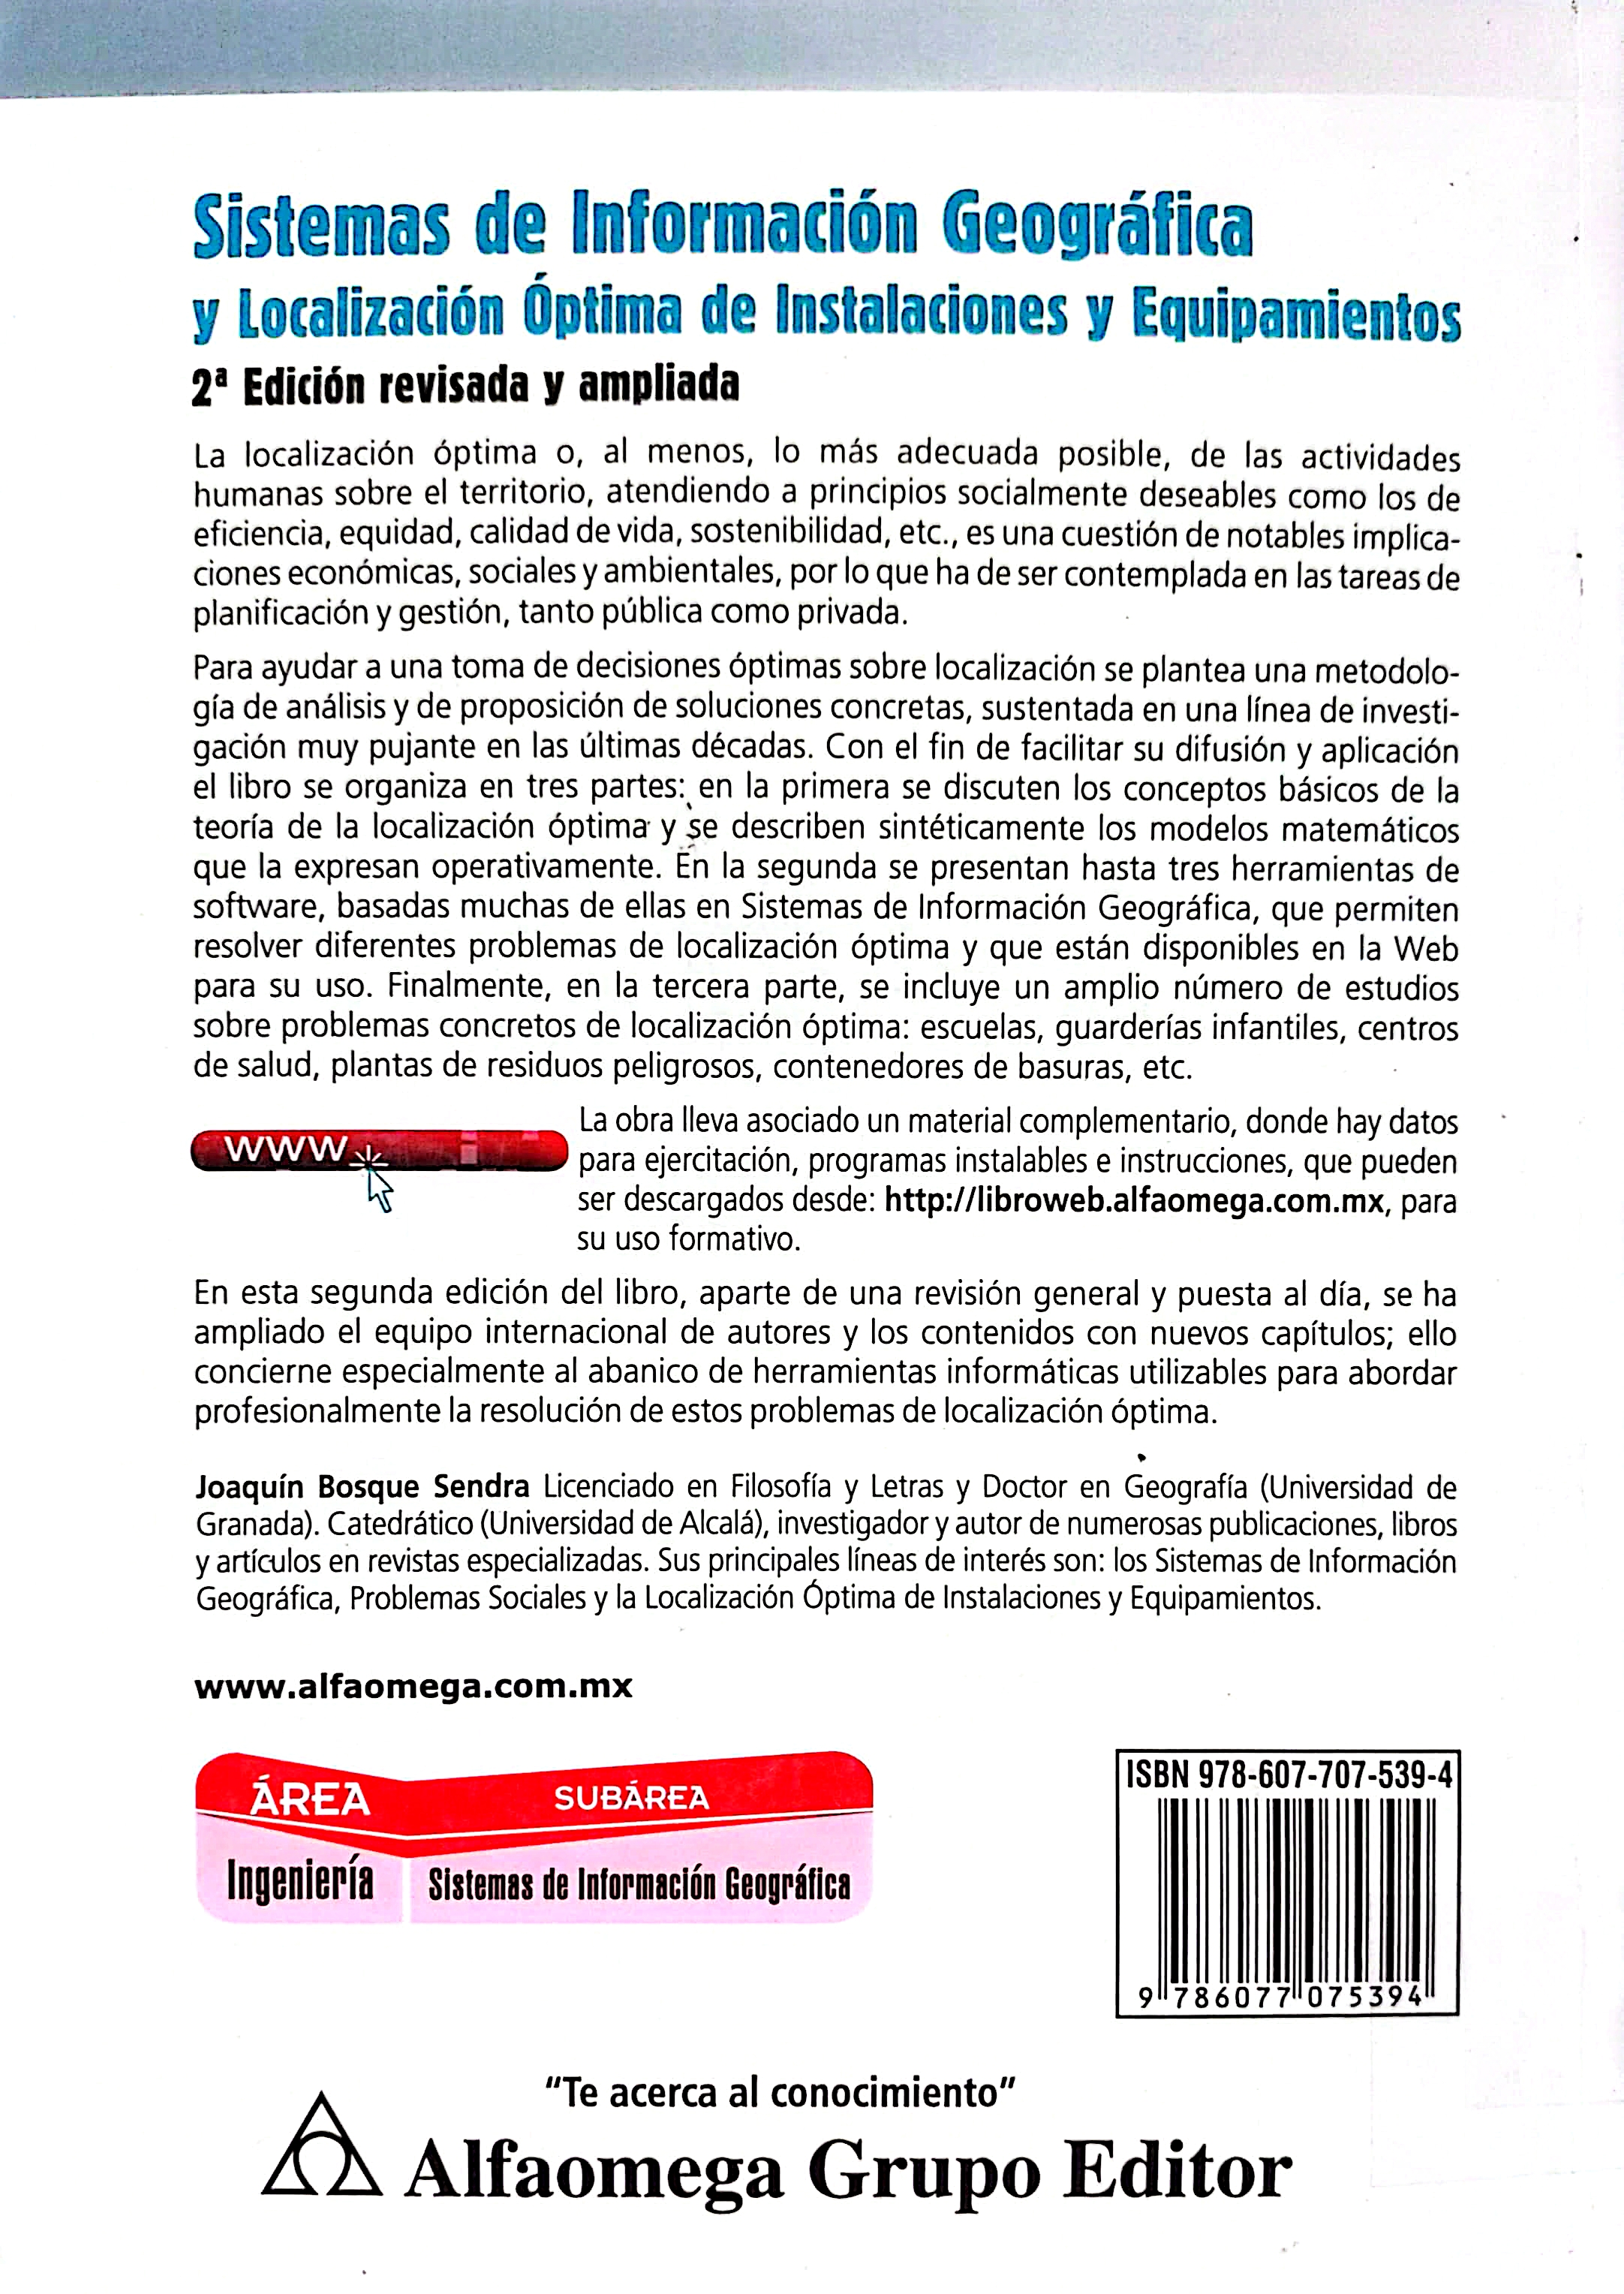 Sistemas de Información Geográfica
y Localización Óptima de Instalaciones y Equipamientos
2ª Edición revisada y ampliada
La localización óptima o, al menos, lo más adecuada posible, de las actividades
humanas sobre el territorio, atendiendo a principios socialmente deseables como los de
eficiencia, equidad, calidad de vida, sostenibilidad, etc., es una cuestión de notables implica-
ciones económicas, sociales y ambientales, por lo que ha de ser contemplada en las tareas de
planificación y gestión, tanto pública como privada.
Para ayudar a una toma de decisiones óptimas sobre localización se plantea una metodolo-
gía de análisis y de proposición de soluciones concretas, sustentada en una línea de investi-
gación muy pujante en las últimas décadas. Con el fin de facilitar su difusión y aplicación
el libro se organiza en tres partes: en la primera se discuten los conceptos básicos de la
teoría de la localización óptima y se describen sintéticamente los modelos matemáticos
que la expresan operativamente. En la segunda se presentan hasta tres herramientas de
software, basadas muchas de ellas en Sistemas de Información Geográfica, que permiten
resolver diferentes problemas de localización óptima y que están disponibles en la Web
para su uso. Finalmente, en la tercera parte, se incluye un amplio número de estudios
sobre problemas concretos de localización óptima: escuelas, guarderías infantiles, centros
de salud, plantas de residuos peligrosos, contenedores de basuras, etc.
WWW
La obra lleva asociado un material complementario, donde hay datos
para ejercitación, programas instalables e instrucciones, que pueden
ser descargados desde: http://libroweb.alfaomega.com.mx, para
su uso formativo.
En esta segunda edición del libro, aparte de una revisión general y puesta al día, se ha
ampliado el equipo internacional de autores y los contenidos con nuevos capítulos; ello
concierne especialmente al abanico de herramientas informáticas utilizables para abordar
profesionalmente la resolución de estos problemas de localización óptima.
Joaquín Bosque Sendra Licenciado en Filosofía y Letras y Doctor en Geografía (Universidad de
Granada). Catedrático (Universidad de Alcalá), investigador y autor de numerosas publicaciones, libros
y artículos en revistas especializadas. Sus principales líneas de interés son: los Sistemas de Información
Geográfica, Problemas Sociales y la Localización Óptima de Instalaciones y Equipamientos.
www.alfaomega.com.mx
ÁREA SUBÁREA
Ingeniería Sistemas de Información Geográfica
ISBN 978-607-707-539-4
9 786077 075394
"Te acerca al conocimiento"
Alfaomega Grupo Editor